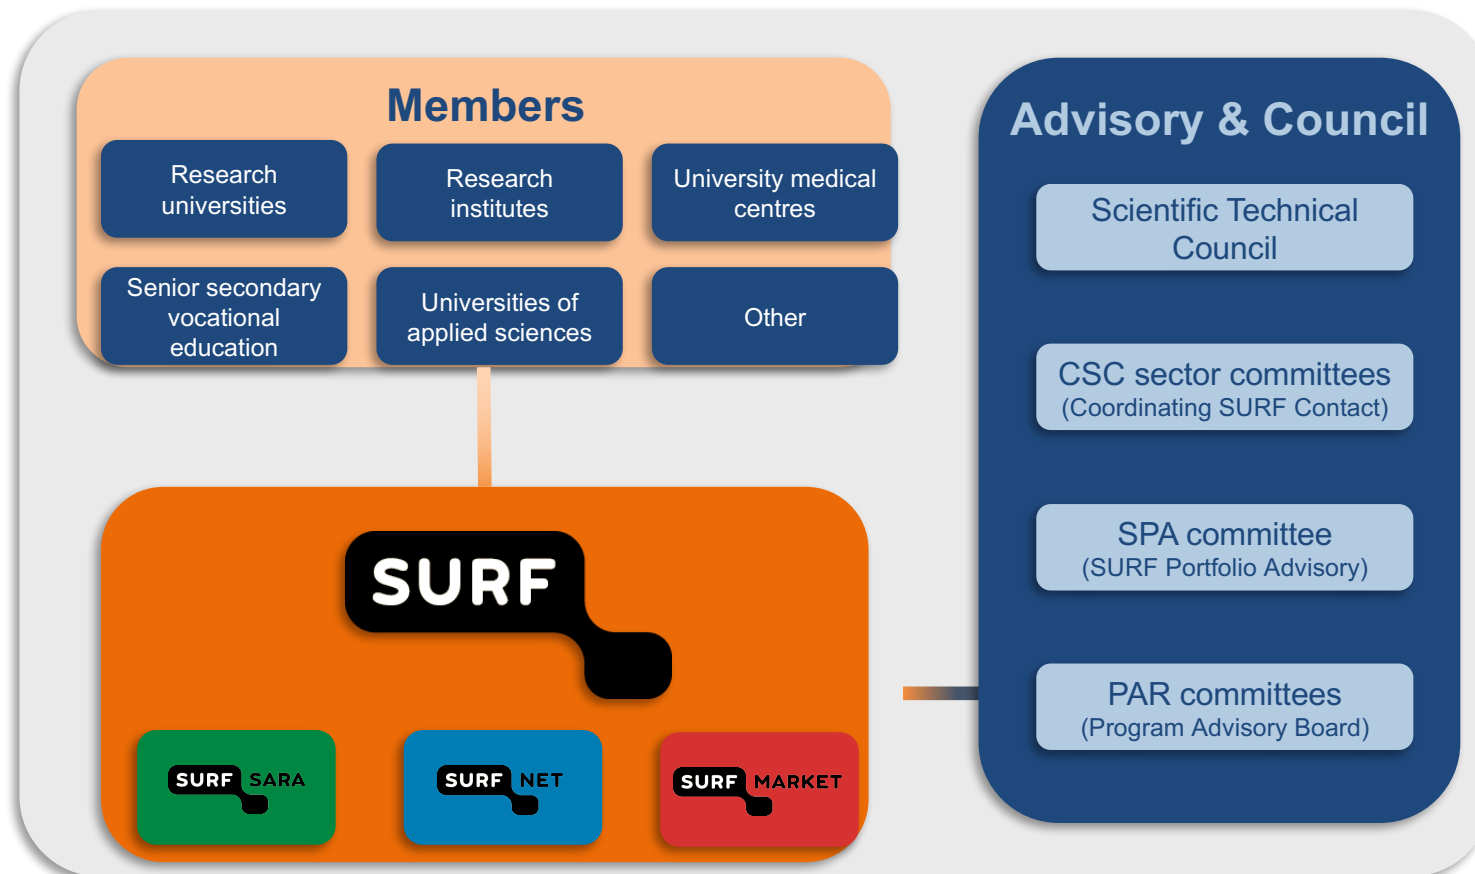 Members
Research
universities
Research
institutes
University medical
centres
Senior secondary
vocational
education
Universities of
applied sciences
Other
SURF
SURF SARA
SURF NET
SURF MARKET
Advisory & Council
Scientific Technical
Council
CSC sector committees
(Coordinating SURF Contact)
SPA committee
(SURF Portfolio Advisory)
PAR committees
(Program Advisory Board)